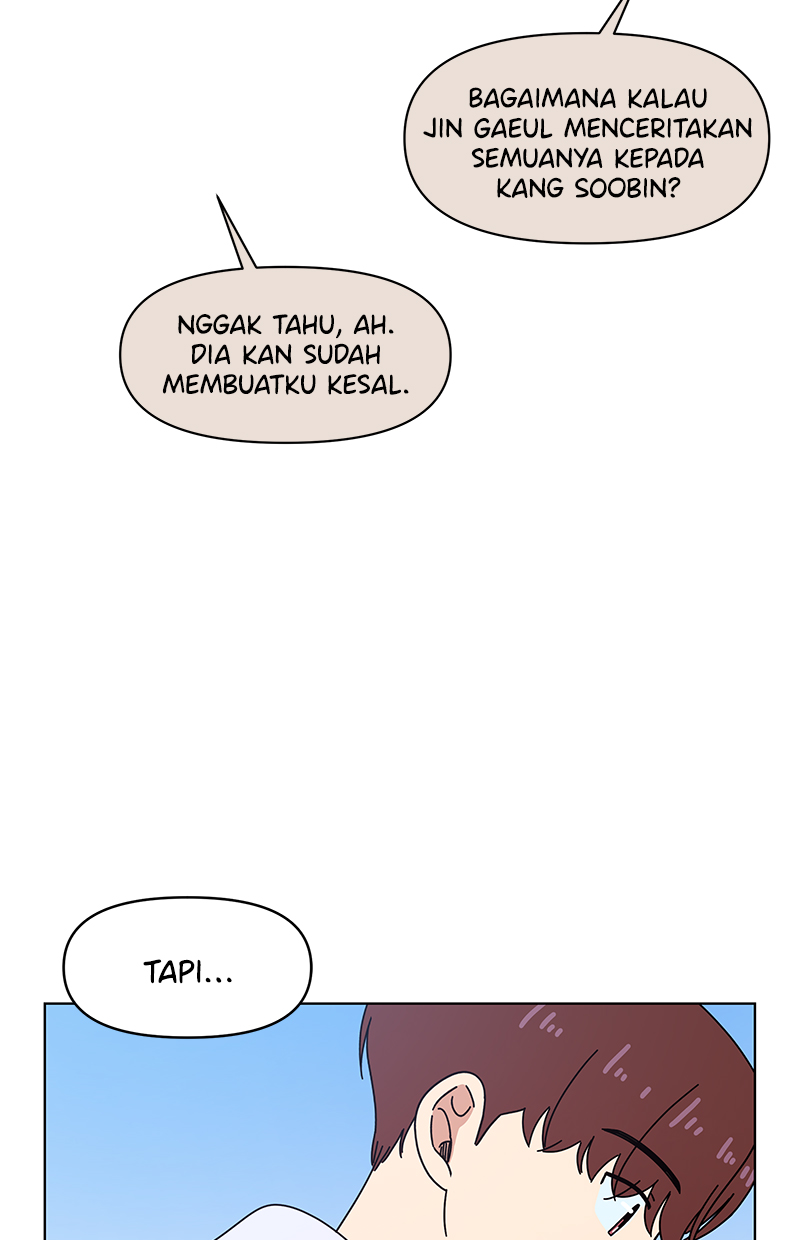 BAGAIMANA KALAU
JIN GAEUL MENCERITAKAN
SEMUANYA KEPADA
KANG SOOBIN?
NGGAK TAHU, AH.
DIA KAN SUDAH
MEMBUATKU KESAL.
TAPI...